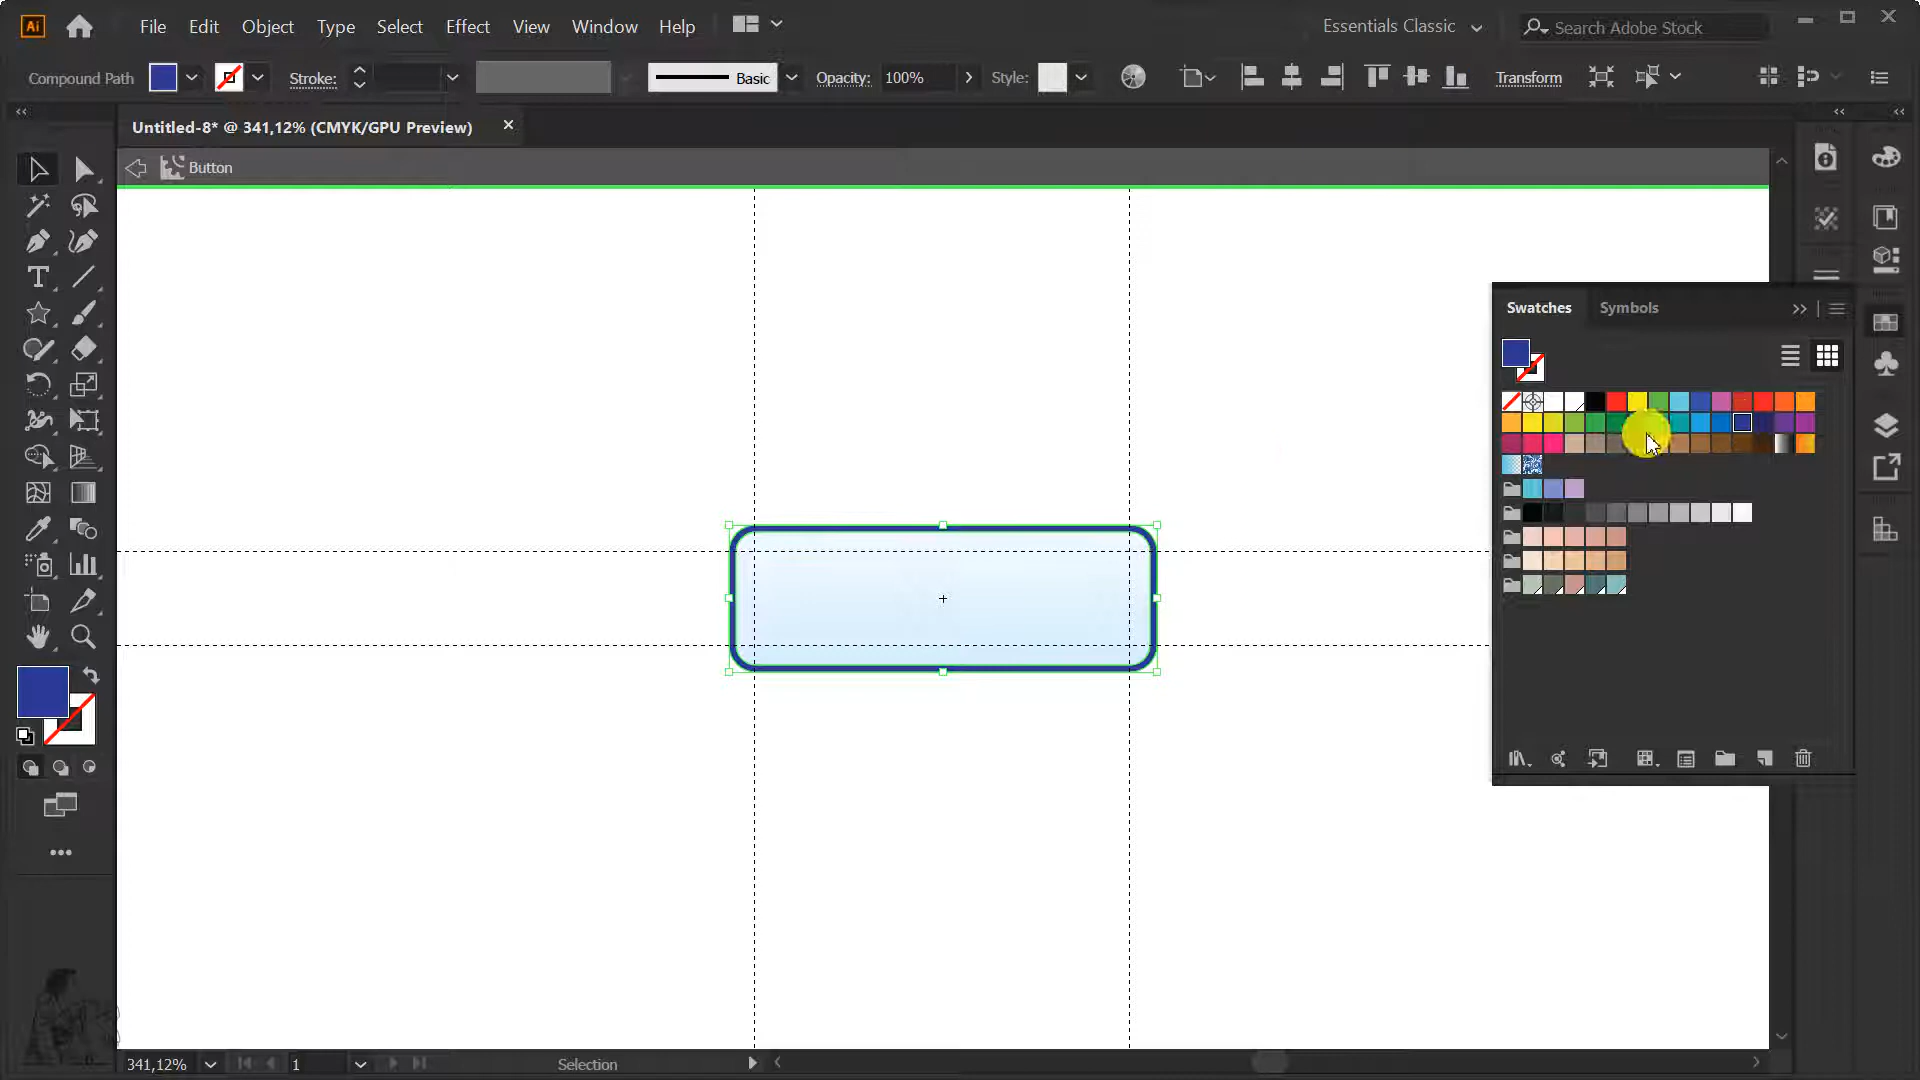 Ai
File Edit Object Type Select Effect View Window Help
Essentials Classic
Search Adobe Stock
Compound Path
Stroke:
Basic
Opacity: 100%
Style:
Transform
Untitled-8* @ 341,12% (CMYK/GPU Preview)
Button
Swatches Symbols
341,12%
1
Selection